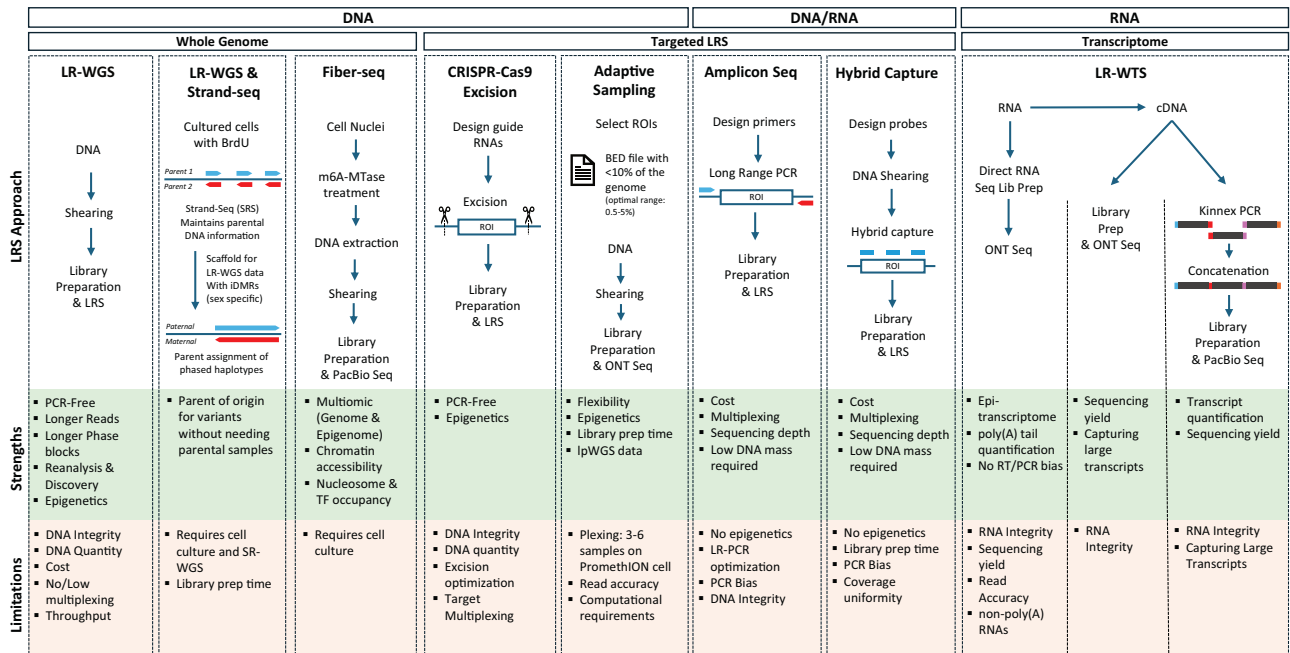 DNA
DNA/RNA
RNA
Whole Genome
Targeted LRS
Transcriptome
LRS Approach
LR-WGS
DNA
Shearing
Library
Preparation
& LRS
LR-WGS &
Strand-seq
Cultured cells
with BrdU
Parent 1
Parent 2
Strand-Seq (SRS)
Maintains parental
DNA information
Scaffold for
LR-WGS data
With iDMRs
(sex specific)
Paternal
Maternal
Parent assignment of
phased haplotypes
Fiber-seq
Cell Nuclei
m6A-MTase
treatment
DNA extraction
Shearing
Library
Preparation
& PacBio Seq
CRISPR-Cas9
Excision
Design guide
RNAs
Excision
ROI
Library
Preparation
& LRS
Adaptive
Sampling
Select ROIs
BED file with
<10% of the
genome
(optimal range:
0.5-5%)
DNA
Shearing
Library
Preparation
& ONT Seq
Amplicon Seq
Design primers
Long Range PCR
ROI
Library
Preparation
& LRS
Hybrid Capture
Design probes
DNA Shearing
Hybrid capture
ROI
Library
Preparation
& LRS
LR-WTS
RNA
cDNA
Direct RNA
Seq Lib Prep
ONT Seq
Library
Prep
& ONT Seq
Kinnex PCR
Concatenation
Library
Preparation
& PacBio Seq
Strengths
▪ PCR-Free
▪ Longer Reads
▪ Longer Phase
blocks
▪ Reanalysis &
Discovery
▪ Epigenetics
▪ Parent of origin
for variants
without needing
parental samples
▪ Multiomic
(Genome &
Epigenome)
▪ Chromatin
accessibility
▪ Nucleosome &
TF occupancy
▪ PCR-Free
▪ Epigenetics
▪ Flexibility
▪ Epigenetics
▪ Library prep time
▪ lpWGS data
▪ Cost
▪ Multiplexing
▪ Sequencing depth
▪ Low DNA mass
required
▪ Cost
▪ Multiplexing
▪ Sequencing depth
▪ Low DNA mass
required
▪ Epi-
transcriptome
▪ poly(A) tail
quantification
▪ No RT/PCR bias
▪ Sequencing
yield
▪ Capturing
large
transcripts
▪ Transcript
quantification
▪ Sequencing yield
Limitations
▪ DNA Integrity
▪ DNA Quantity
▪ Cost
▪ No/Low
multiplexing
▪ Throughput
▪ Requires cell
culture and SR-
WGS
▪ Library prep time
▪ Requires cell
culture
▪ DNA Integrity
▪ DNA quantity
▪ Excision
optimization
▪ Target
Multiplexing
▪ Plexing: 3-6
samples on
PromethION cell
▪ Read accuracy
▪ Computational
requirements
▪ No epigenetics
▪ LR-PCR
optimization
▪ PCR Bias
▪ DNA Integrity
▪ No epigenetics
▪ Library prep time
▪ PCR Bias
▪ Coverage
uniformity
▪ RNA Integrity
▪ Sequencing
yield
▪ Read
Accuracy
▪ non-poly(A)
RNAs
▪ RNA
Integrity
▪ RNA Integrity
▪ Capturing Large
Transcripts